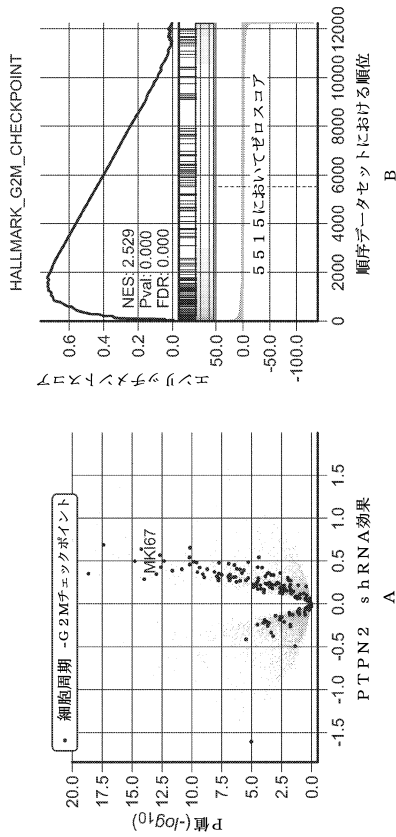 HALLMARK_G2M_CHECKPOINT
エンリッチメントスコア
0.6
0.4
0.2
0.0
NES: 2.529
Pval: 0.000
FDR: 0.000
50.0
0.0
-50.0
-100.0
5515においてゼロスコア
0 2000 4000 6000 8000 10000 12000
順序データセットにおける順位
B
• 細胞周期 -G2Mチェックポイント
P値(-log10)
20.0
17.5
15.0
12.5
10.0
7.5
5.0
2.5
0.0
MKI67
-1.5 -1.0 -0.5 0.0 0.5 1.0 1.5
PTPN2 shRNA効果
A